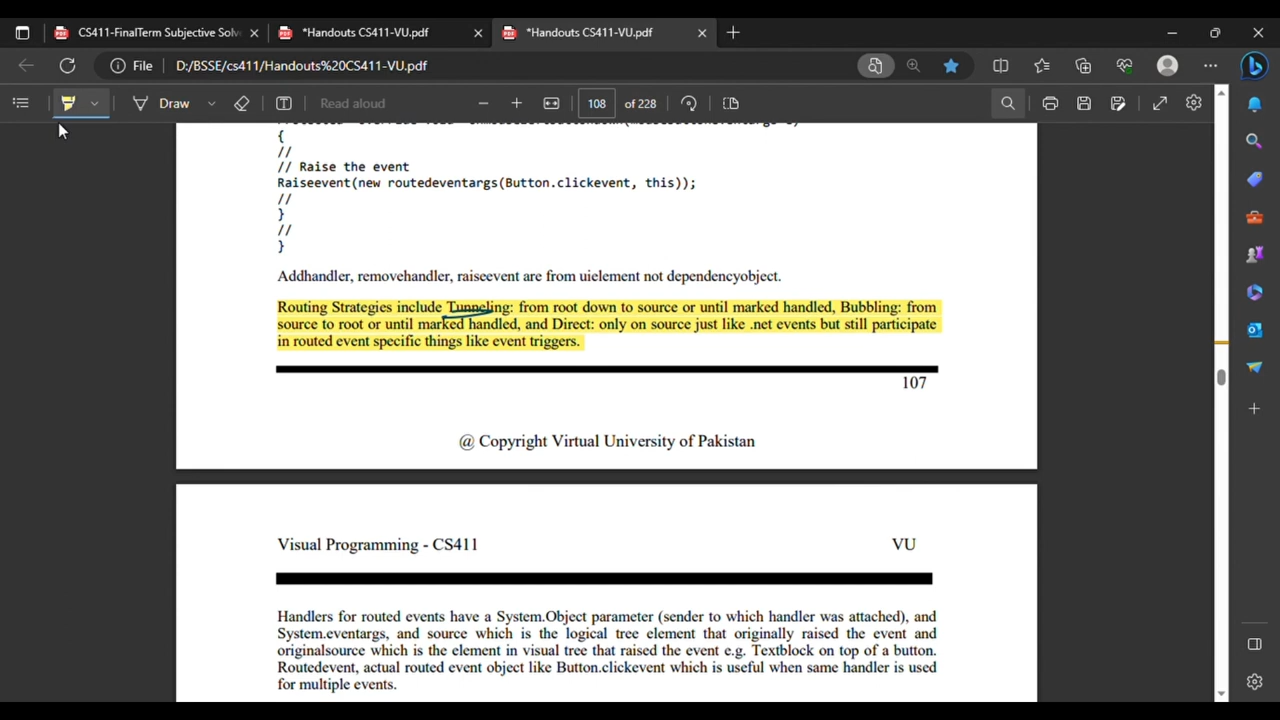 CS411-FinalTerm Subjective Solv
*Handouts CS411-VU.pdf
*Handouts CS411-VU.pdf
File
D:/BSSE/cs411/Handouts%20CS411-VU.pdf
Draw
Read aloud
108 of 228
{
//
// Raise the event
Raiseevent(new routedeventargs(Button.clickevent, this));
//
}
//
}
Addhandler, removehandler, raiseevent are from uielement not dependencyobject.
Routing Strategies include Tunneling: from root down to source or until marked handled, Bubbling: from
source to root or until marked handled, and Direct: only on source just like .net events but still participate
in routed event specific things like event triggers.
107
@ Copyright Virtual University of Pakistan
Visual Programming - CS411 VU
Handlers for routed events have a System.Object parameter (sender to which handler was attached), and
System.eventargs, and source which is the logical tree element that originally raised the event and
originalsource which is the element in visual tree that raised the event e.g. Textblock on top of a button.
Routedevent, actual routed event object like Button.clickevent which is useful when same handler is used
for multiple events.